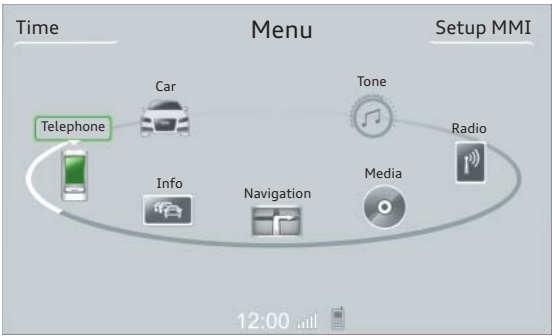 Time
Menu
Setup MMI
Car
Tone
Telephone
Radio
Info
Media
Navigation
12:00